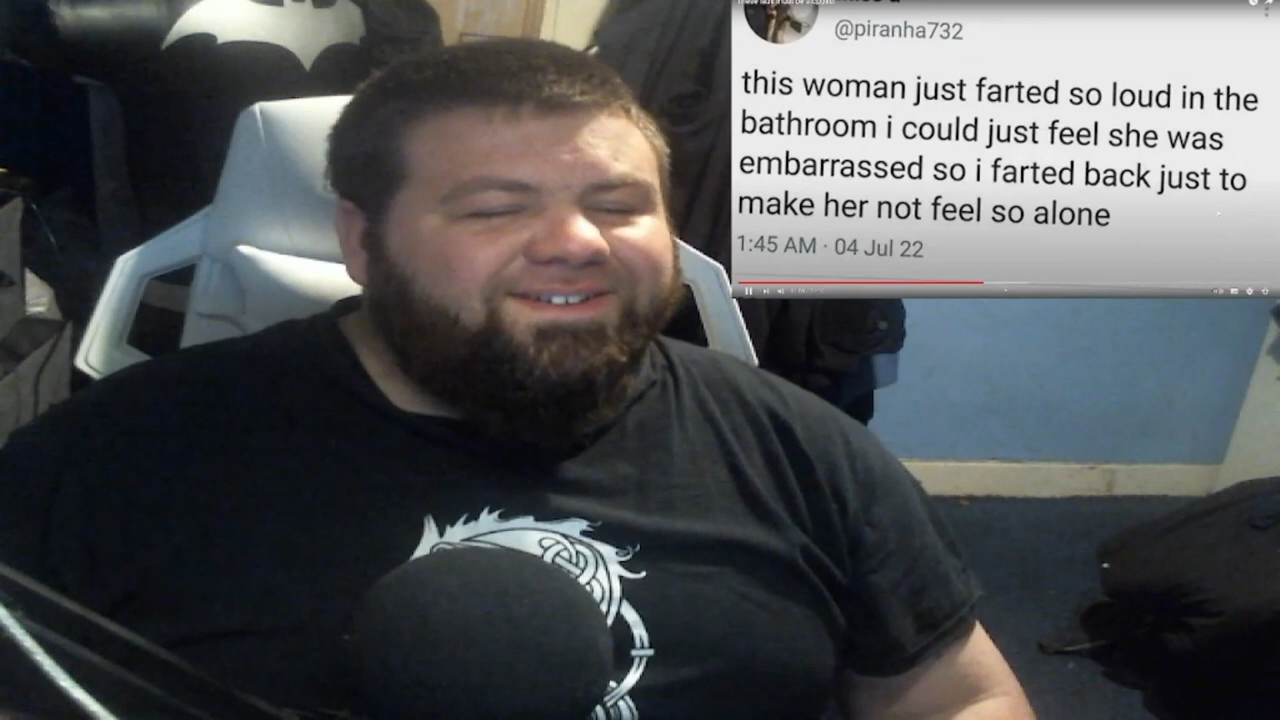 @piranha732
this woman just farted so loud in the
bathroom i could just feel she was
embarrassed so i farted back just to
make her not feel so alone
1:45 AM · 04 Jul 22